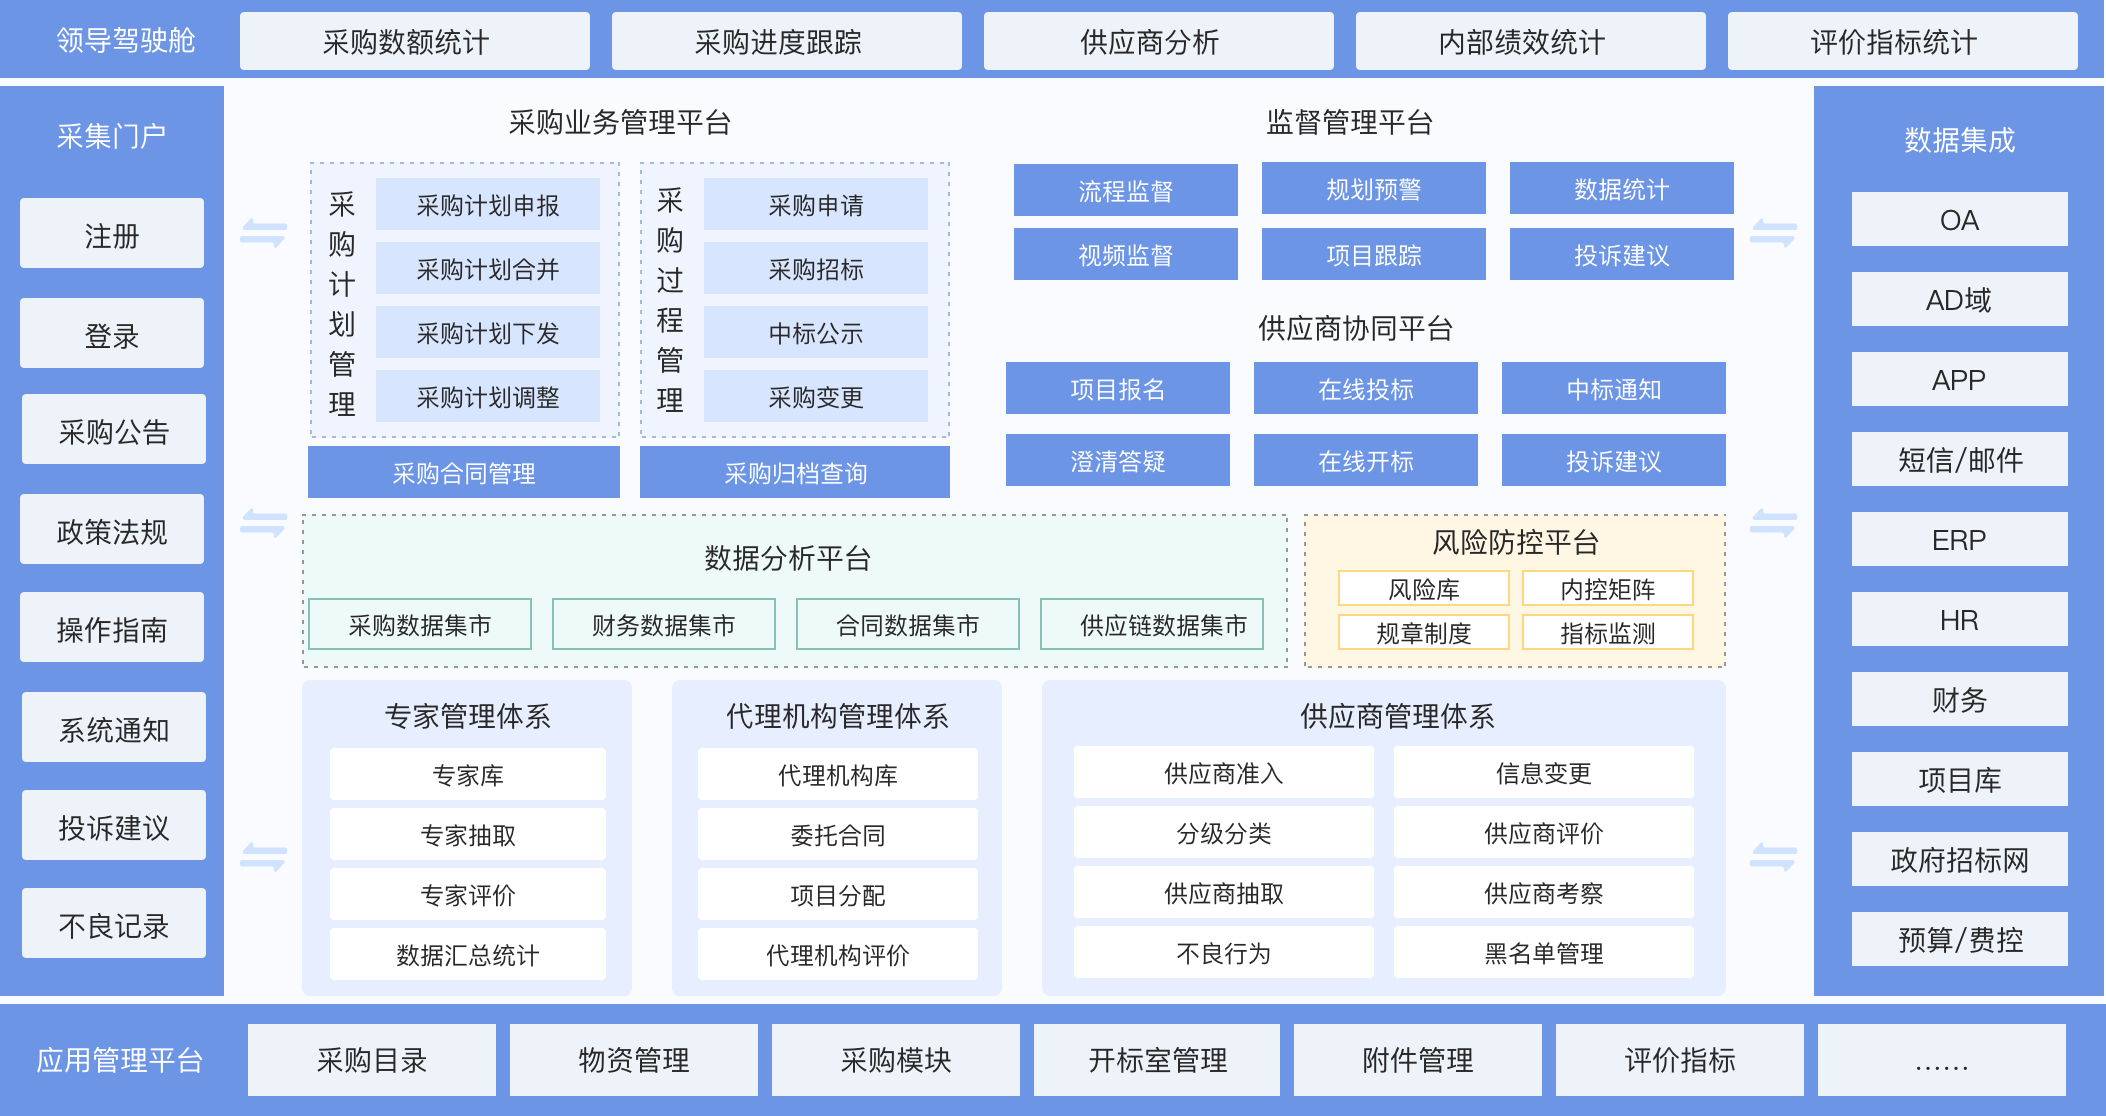 领导驾驶舱
采购数额统计
采购进度跟踪
供应商分析
内部绩效统计
评价指标统计
采集门户
注册
登录
采购公告
政策法规
操作指南
系统通知
投诉建议
不良记录
采购业务管理平台
采购计划管理
采购计划申报
采购计划合并
采购计划下发
采购计划调整
采购过程管理
采购申请
采购招标
中标公示
采购变更
采购合同管理
采购归档查询
监督管理平台
流程监督
规划预警
数据统计
视频监督
项目跟踪
投诉建议
供应商协同平台
项目报名
在线投标
中标通知
澄清答疑
在线开标
投诉建议
数据分析平台
采购数据集市
财务数据集市
合同数据集市
供应链数据集市
风险防控平台
风险库
内控矩阵
规章制度
指标监测
专家管理体系
专家库
专家抽取
专家评价
数据汇总统计
代理机构管理体系
代理机构库
委托合同
项目分配
代理机构评价
供应商管理体系
供应商准入
信息变更
分级分类
供应商评价
供应商抽取
供应商考察
不良行为
黑名单管理
数据集成
OA
AD域
APP
短信/邮件
ERP
HR
财务
项目库
政府招标网
预算/费控
应用管理平台
采购目录
物资管理
采购模块
开标室管理
附件管理
评价指标
……